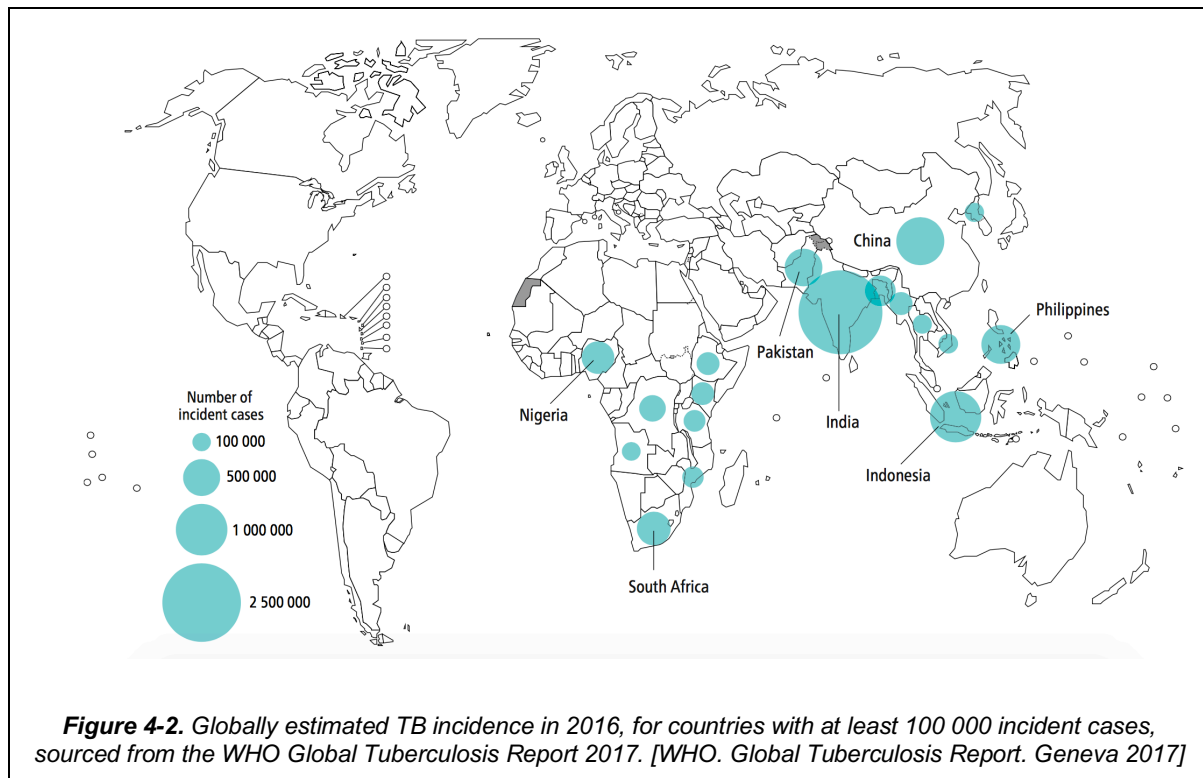 China
Philippines
Pakistan
Nigeria
India
Indonesia
South Africa
Number of
incident cases
100 000
500 000
1 000 000
2 500 000
Figure 4-2. Globally estimated TB incidence in 2016, for countries with at least 100 000 incident cases,
sourced from the WHO Global Tuberculosis Report 2017. [WHO. Global Tuberculosis Report. Geneva 2017]